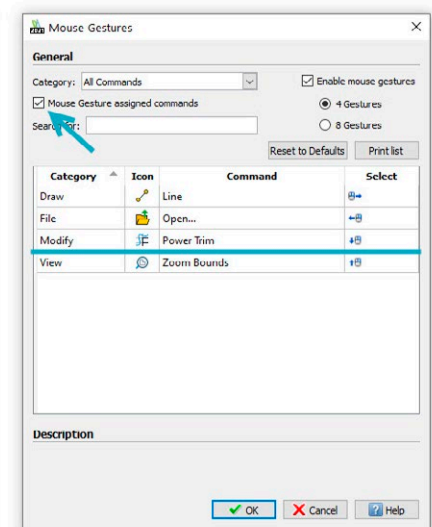 Mouse Gestures
General
Category: All Commands
Enable mouse gestures
Mouse Gesture assigned commands
4 Gestures
Search for:
8 Gestures
Reset to Defaults Print list
Category Icon Command Select
Draw Line
File Open...
Modify Power Trim
View Zoom Bounds
Description
OK Cancel Help